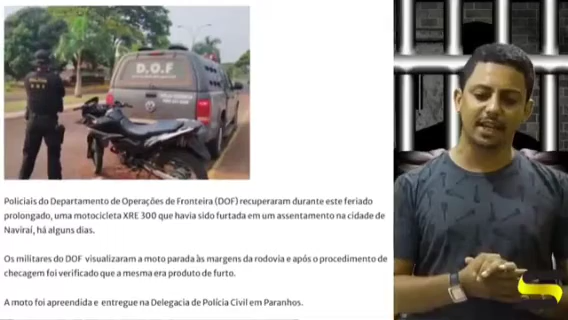 D.O.F
Policiais do Departamento de Operações de Fronteira (DOF) recuperaram durante este feriado
prolongado, uma motocicleta XRE 300 que havia sido furtada em um assentamento na cidade de
Naviraí, há alguns dias.
Os militares do DOF visualizaram a moto parada às margens da rodovia e após o procedimento de
checagem foi verificado que a mesma era produto de furto.
A moto foi apreendida e entregue na Delegacia de Polícia Civil em Paranhos.